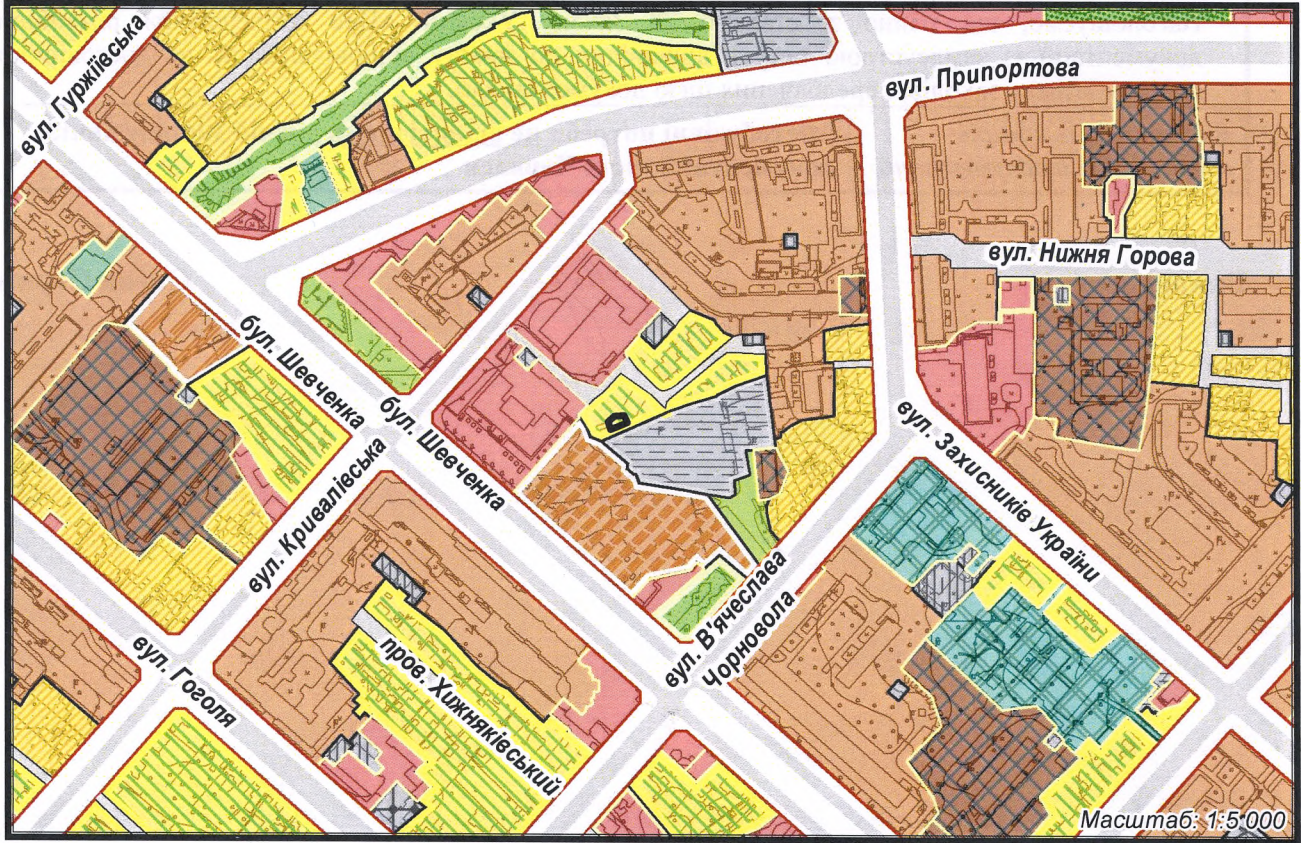 вул. Гуржіївська
вул. Припортова
вул. Нижня Горова
бул. Шевченка
бул. Шевченка
вул. Захисників України
вул. Кривалівська
вул. В'ячеслава
Чорновола
вул. Гоголя
пров. Хижняківський
Масштаб: 1:5 000